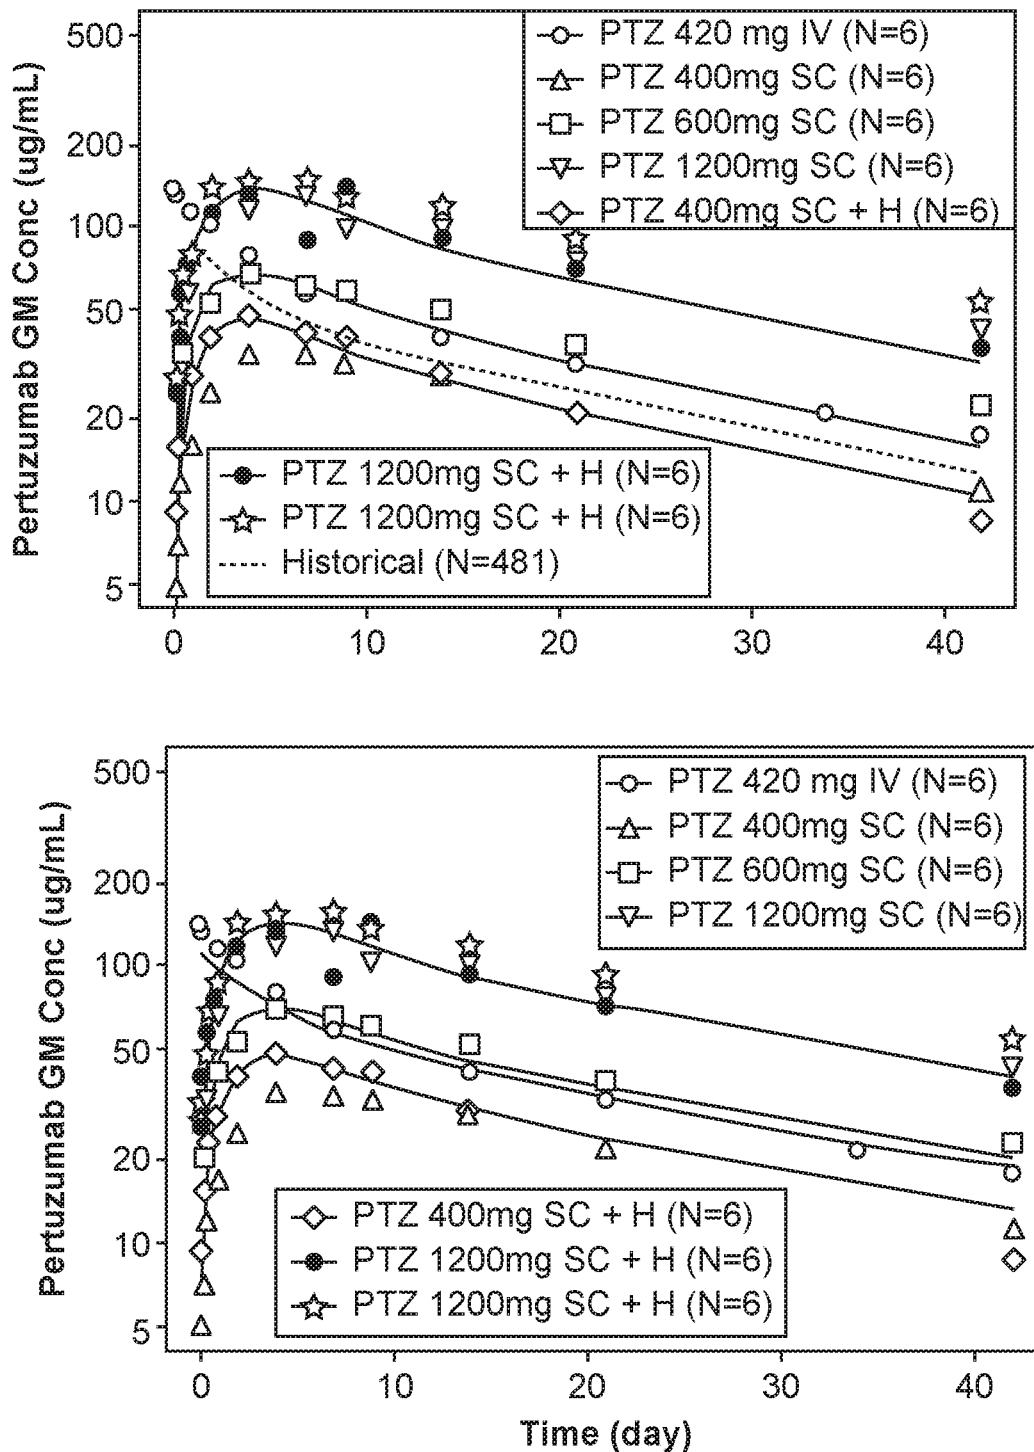 Pertuzumab GM Conc (ug/mL)
500
200
100
50
20
10
5
PTZ 420 mg IV (N=6)
PTZ 400mg SC (N=6)
PTZ 600mg SC (N=6)
PTZ 1200mg SC (N=6)
PTZ 400mg SC + H (N=6)
PTZ 1200mg SC + H (N=6)
PTZ 1200mg SC + H (N=6)
Historical (N=481)
0 10 20 30 40
Pertuzumab GM Conc (ug/mL)
500
200
100
50
20
10
5
PTZ 420 mg IV (N=6)
PTZ 400mg SC (N=6)
PTZ 600mg SC (N=6)
PTZ 1200mg SC (N=6)
PTZ 400mg SC + H (N=6)
PTZ 1200mg SC + H (N=6)
PTZ 1200mg SC + H (N=6)
0 10 20 30 40
Time (day)